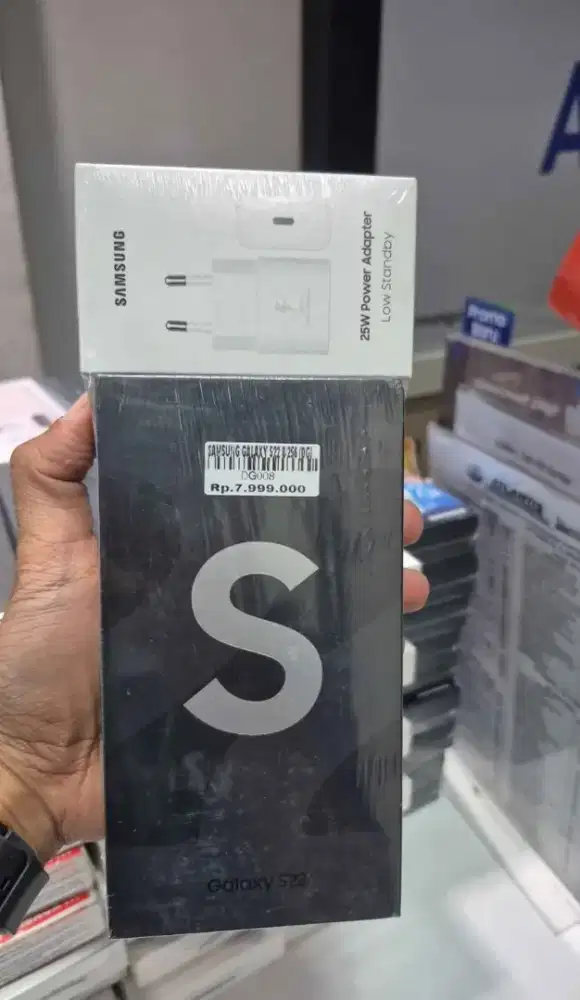 SAMSUNG
25W Power Adapter
Low Standby
SAMSUNG GALAXY S22 8/256 (DG)
DG008
Rp.7.999.000
S
Galaxy S22
Promo